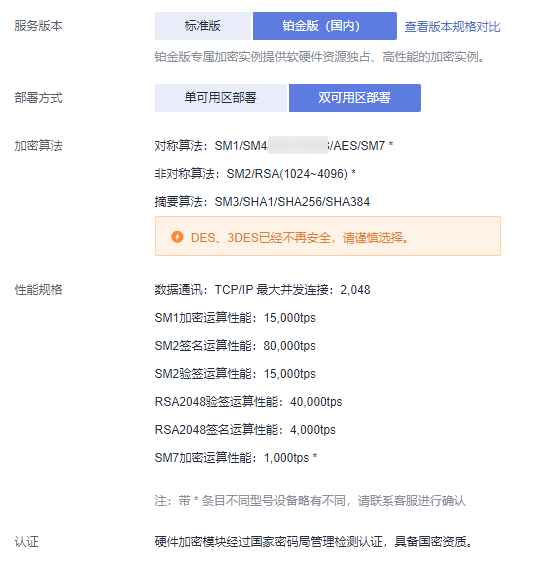 服务版本 标准版 铂金版（国内） 查看版本规格对比
铂金版专属加密实例提供软硬件资源独占、高性能的加密实例。
部署方式 单可用区部署 双可用区部署
加密算法 对称算法：SM1/SM4 /AES/SM7 *
非对称算法：SM2/RSA(1024~4096) *
摘要算法：SM3/SHA1/SHA256/SHA384
DES、3DES已经不再安全，请谨慎选择。
性能规格 数据通讯：TCP/IP 最大并发连接：2,048
SM1加密运算性能：15,000tps
SM2签名运算性能：80,000tps
SM2验签运算性能：15,000tps
RSA2048验签运算性能：40,000tps
RSA2048签名运算性能：4,000tps
SM7加密运算性能：1,000tps *
注：带 * 条目不同型号设备略有不同，请联系客服进行确认
认证 硬件加密模块经过国家密码局管理检测认证，具备国密资质。